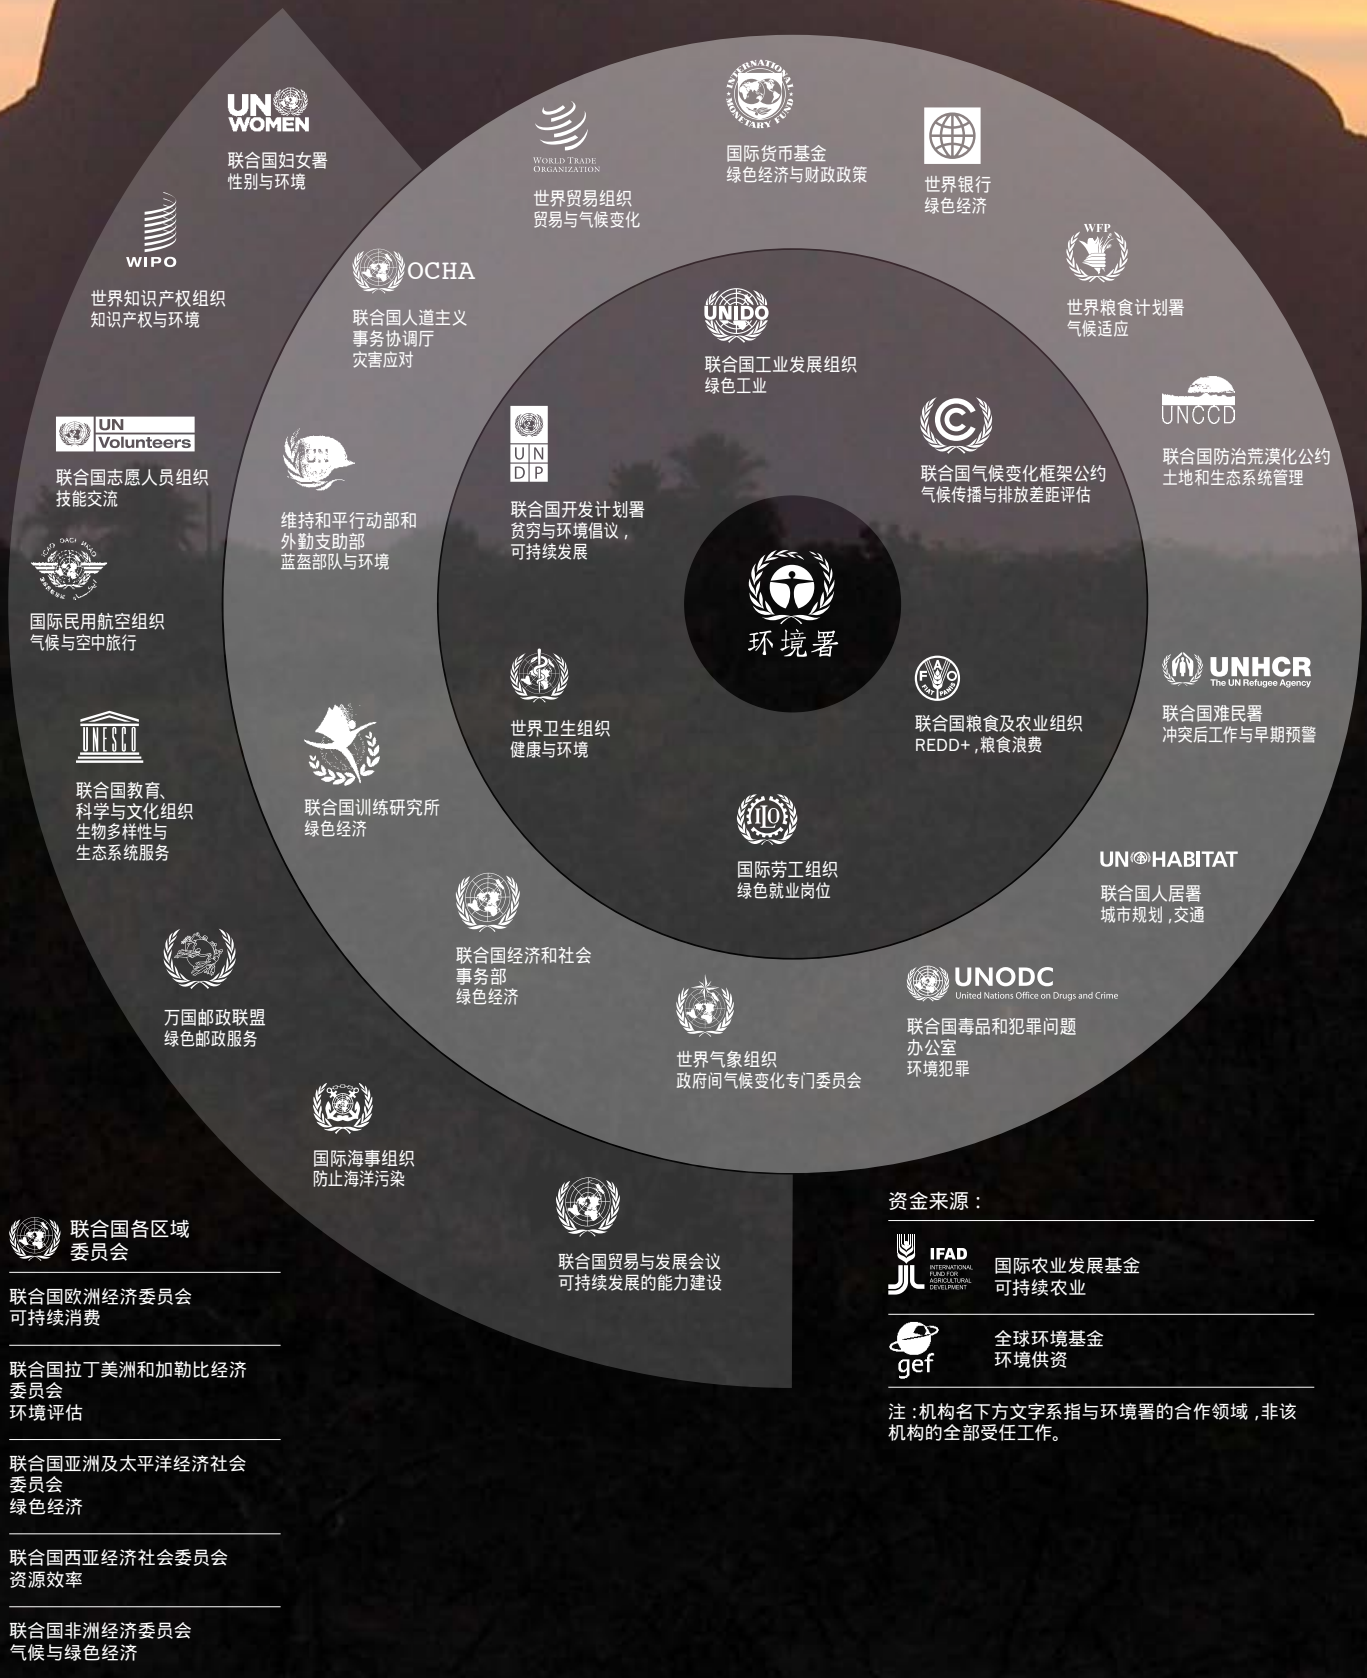 UN
WOMEN
联合国妇女署
性别与环境
WIPO
世界知识产权组织
知识产权与环境
UN
Volunteers
联合国志愿人员组织
技能交流
ICAO OACI ИКАО
国际民用航空组织
气候与空中旅行
UNESCO
联合国教育、
科学与文化组织
生物多样性与
生态系统服务
万国邮政联盟
绿色邮政服务
国际海事组织
防止海洋污染
联合国贸易与发展会议
可持续发展的能力建设
WORLD TRADE
ORGANIZATION
世界贸易组织
贸易与气候变化
INTERNATIONAL
MONETARY FUND
国际货币基金
绿色经济与财政政策
世界银行
绿色经济
WFP
世界粮食计划署
气候适应
UNCCD
联合国防治荒漠化公约
土地和生态系统管理
UNHCR
The UN Refugee Agency
联合国难民署
冲突后工作与早期预警
UN HABITAT
联合国人居署
城市规划,交通
UNODC
United Nations Office on Drugs and Crime
联合国毒品和犯罪问题
办公室
环境犯罪
世界气象组织
政府间气候变化专门委员会
联合国经济和社会
事务部
绿色经济
联合国训练研究所
绿色经济
UN
维持和平行动部和
外勤支助部
蓝盔部队与环境
OCHA
联合国人道主义
事务协调厅
灾害应对
UNIDO
联合国工业发展组织
绿色工业
联合国气候变化框架公约
气候传播与排放差距评估
FAO
FIAT PANIS
联合国粮食及农业组织
REDD+,粮食浪费
ILO
国际劳工组织
绿色就业岗位
世界卫生组织
健康与环境
UN
DP
联合国开发计划署
贫穷与环境倡议,
可持续发展
环境署
联合国各区域
委员会
联合国欧洲经济委员会
可持续消费
联合国拉丁美洲和加勒比经济
委员会
环境评估
联合国亚洲及太平洋经济社会
委员会
绿色经济
联合国西亚经济社会委员会
资源效率
联合国非洲经济委员会
气候与绿色经济
资金来源:
IFAD
INTERNATIONAL
FUND FOR
AGRICULTURAL
DEVELPMENT
国际农业发展基金
可持续农业
gef
全球环境基金
环境供资
注:机构名下方文字系指与环境署的合作领域,非该
机构的全部受任工作。